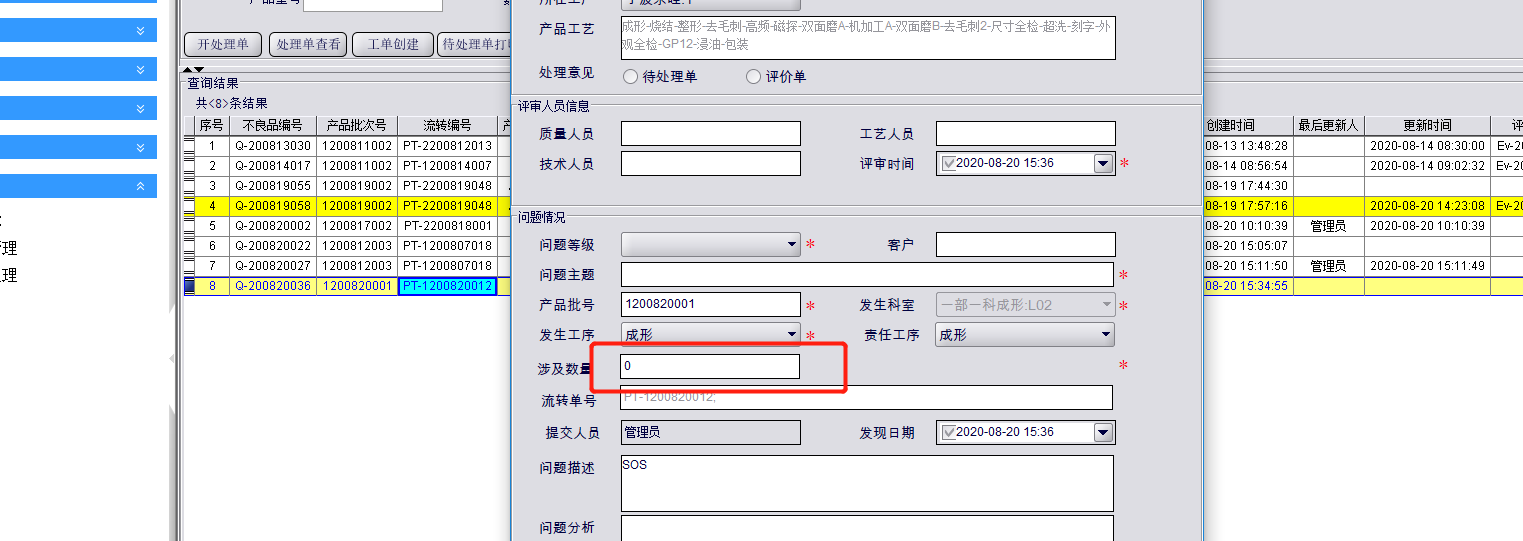 产品型号
产品工艺
成形-烧结-整形-去毛刺-高频-磁探-双面磨A-机加工A-双面磨B-去毛刺2-尺寸全检-超洗-刻字-外
观全检-GP12-浸油-包装
处理意见 待处理单 评价单
开处理单 处理单查看 工单创建 待处理单打
查询结果
共<8>条结果
序号 不良品编号 产品批次号 流转编号 创建时间 最后更新人 更新时间 评
1 Q-200813030 1200811002 PT-2200812013 08-13 13:48:28 2020-08-14 08:30:00 Ev-20
2 Q-200814017 1200811002 PT-1200814007 08-14 08:56:54 2020-08-14 09:02:32 Ev-20
3 Q-200819055 1200819002 PT-2200819048 08-19 17:44:30
4 Q-200819058 1200819002 PT-2200819048 08-19 17:57:16 2020-08-20 14:23:08 Ev-20
5 Q-200820002 1200817002 PT-2200818001 08-20 10:10:39 管理员 2020-08-20 10:10:39
6 Q-200820022 1200812003 PT-1200807018 08-20 15:05:07
7 Q-200820027 1200812003 PT-1200807018 08-20 15:11:50 管理员 2020-08-20 15:11:49
8 Q-200820036 1200820001 PT-1200820012 08-20 15:34:55
管理
理
评审人员信息
质量人员 工艺人员
技术人员 评审时间 2020-08-20 15:36 *
问题情况
问题等级 * 客户
问题主题 *
产品批号 1200820001 * 发生科室 一部一科成形:L02 *
发生工序 成形 * 责任工序 成形
涉及数量 0 *
流转单号 PT-1200820012;
提交人员 管理员 发现日期 2020-08-20 15:36
问题描述 SOS
问题分析